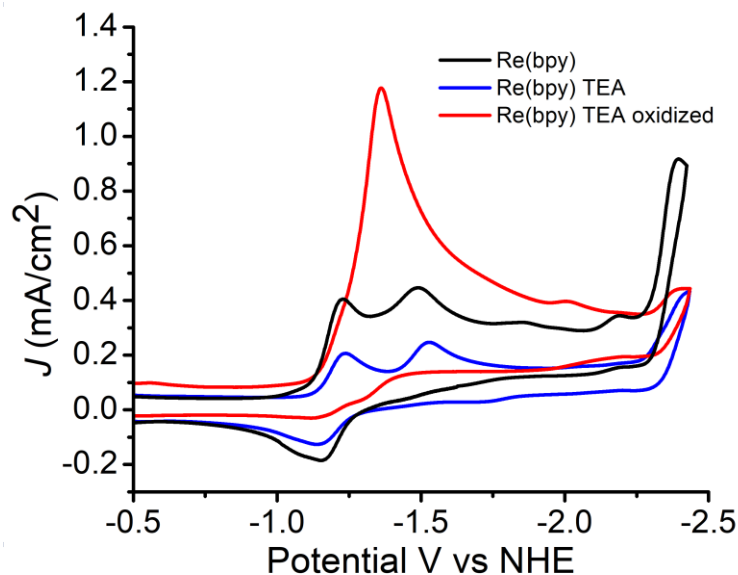 1.4
1.2
1.0
0.8
0.6
0.4
0.2
0.0
-0.2
J (mA/cm²)
Re(bpy)
Re(bpy) TEA
Re(bpy) TEA oxidized
-0.5 -1.0 -1.5 -2.0 -2.5
Potential V vs NHE